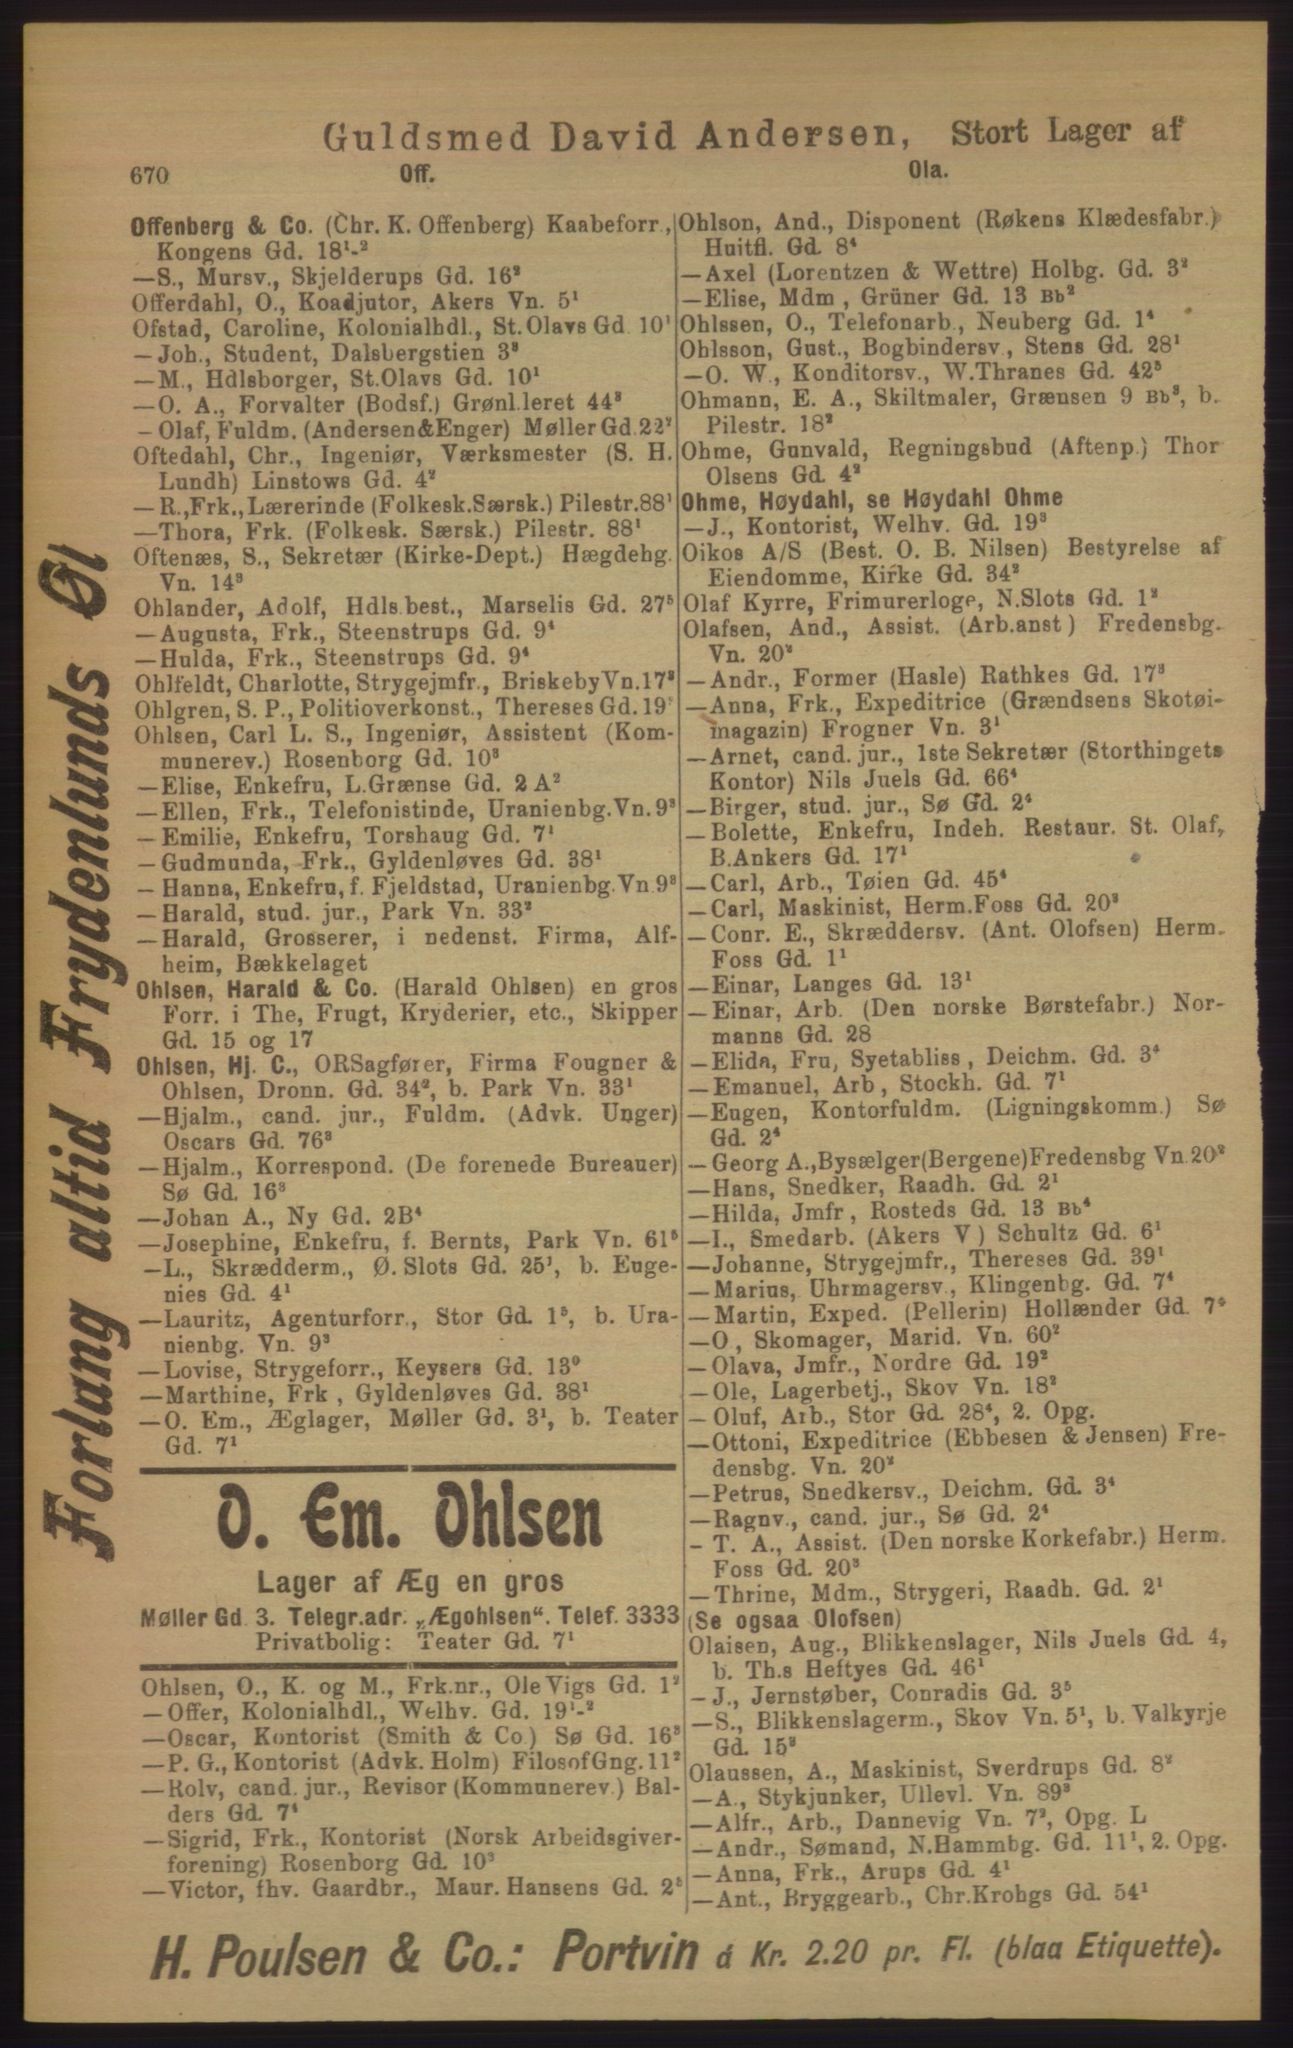 Guldsmed David Andersen, Stort Lager af
670
Off.
Ola.
Forlang altid Frydenlunds Øl
Offenberg & Co. (Chr. K. Offenberg) Kaabeforr.,
Kongens Gd. 18¹-²
—S., Mursv., Skjelderups Gd. 16²
Offerdahl, O., Koadjutor, Akers Vn. 5¹
Ofstad, Caroline, Kolonialhdl., St. Olavs Gd 10¹
—Joh., Student, Dalsbergstien 3³
—M., Hdlsborger, St.Olavs Gd. 10¹
—O. A., Forvalter (Bodsf.) Grønl.leret 44³
—Olaf, Fuldm. (Andersen&Enger) Møller Gd. 22²
Oftedahl, Chr., Ingeniør, Værksmester (S. H.
Lundh) Linstows Gd. 4²
—R., Frk., Lærerinde (Folkesk.Særsk.) Pilestr.88¹
—Thora, Frk. (Folkesk. Særsk.) Pilestr. 88¹
Oftenæs, S., Sekretær (Kirke-Dept.) Hægdehg.
Vn. 14³
Ohlander, Adolf, Hdls.best., Marselis Gd. 27⁵
—Augusta, Frk., Steenstrups Gd. 9⁴
—Hulda, Frk., Steenstrups Gd. 9⁴
Ohlfeldt, Charlotte, Strygejmfr., Briskeby Vn.17³
Ohlgren, S. P., Politioverkonst., Thereses Gd. 19
Ohlsen, Carl L. S., Ingeniør, Assistent (Kom-
munerev.) Rosenborg Gd. 10³
—Elise, Enkefru, L.Grænse Gd. 2 A²
—Ellen, Frk., Telefonistinde, Uranienbg.Vn.9³
—Emilie, Enkefru, Torshaug Gd. 7¹
—Gudmunda, Frk., Gyldenløves Gd. 38¹
—Hanna, Enkefru, f. Fjeldstad, Uranienbg.Vn 9³
—Harald, stud. jur., Park Vn. 33²
—Harald, Grosserer, i nedenst. Firma, Alf-
heim, Bækkelaget
Ohlsen, Harald & Co. (Harald Ohlsen) en gros
Forr. i The, Frugt, Kryderier, etc., Skipper
Gd. 15 og 17
Ohlsen, Hj. C., ORSagfører, Firma Fougner &
Ohlsen, Dronn. Gd. 34², b. Park Vn. 33¹
—Hjalm., cand. jur., Fuldm. (Advk. Unger)
Oscars Gd. 76³
—Hjalm., Korrespond. (De forenede Bureauer)
Sø Gd. 16³
—Johan A., Ny Gd. 2B⁴
—Josephine, Enkefru, f. Bernts, Park Vn. 61⁵
—L., Skrædderm., Ø. Slots Gd. 25¹, b. Euge-
nies Gd. 4¹
—Lauritz, Agenturforr., Stor Gd. 1⁵, b. Ura-
nienbg. Vn. 9³
—Lovise, Strygeforr., Keysers Gd. 13⁰
—Marthine, Frk , Gyldenløves Gd. 38¹
—O. Em., Æglager, Møller Gd. 3¹, b. Teater
Gd. 7¹
O. Em. Ohlsen
Lager af Æg en gros
Møller Gd 3. Telegr.adr. „Ægohlsen“. Telef. 3333
Privatbolig: Teater Gd. 7¹
Ohlsen, O., K. og M., Frk.nr., Ole Vigs Gd. 1²
—Offer, Kolonialhdl., Welhv. Gd. 19¹-²
—Oscar, Kontorist (Smith & Co.) Sø Gd. 16³
—P. G., Kontorist (Advk. Holm) FilosofGng. 11²
—Rolv, cand. jur., Revisor (Kommunerev.) Bal-
ders Gd. 7⁴
—Sigrid, Frk., Kontorist (Norsk Arbeidsgiver-
forening) Rosenborg Gd. 10³
—Victor, fhv. Gaardbr., Maur. Hansens Gd. 2⁵
Ohlson, And., Disponent (Røkens Klædesfabr.)
Huitfl. Gd. 8⁴
—Axel (Lorentzen & Wettre) Holbg. Gd. 3²
—Elise, Mdm , Grüner Gd. 13 Bb²
Ohlssen, O., Telefonarb., Neuberg Gd. 1⁴
Ohlsson, Gust., Bogbindersv., Stens Gd. 28¹
—O. W., Konditorsv., W.Thranes Gd. 42⁵
Ohmann, E. A., Skiltmaler, Grænsen 9 Bb³, b.
Pilestr. 18²
Ohme, Gunvald, Regningsbud (Aftenp.) Thor
Olsens Gd. 4²
Ohme, Høydahl, se Høydahl Ohme
—J., Kontorist, Welhv. Gd. 19³
Oikos A/S (Best. O. B. Nilsen) Bestyrelse af
Eiendomme, Kirke Gd. 34²
Olaf Kyrre, Frimurerloge, N.Slots Gd. 1²
Olafsen, And., Assist. (Arb.anst ) Fredensbg.
Vn. 20²
—Andr., Former (Hasle) Rathkes Gd. 17³
—Anna, Frk., Expeditrice (Grændsens Skotøi-
magazin) Frogner Vn. 3¹
—Arnet, cand. jur., 1ste Sekretær (Storthingets
Kontor) Nils Juels Gd. 66⁴
—Birger, stud. jur., Sø Gd. 2⁴
—Bolette, Enkefru, Indeh. Restaur. St. Olaf,
B.Ankers Gd. 17¹
—Carl, Arb., Tøien Gd. 45⁴
—Carl, Maskinist, Herm.Foss Gd. 20³
—Conr. E., Skræddersv. (Ant. Olofsen) Herm.
Foss Gd. 1¹
—Einar, Langes Gd. 13¹
—Einar, Arb. (Den norske Børstefabr.) Nor-
manns Gd. 28
—Elida, Fru, Syetabliss , Deichm. Gd. 3⁴
—Emanuel, Arb , Stockh. Gd. 7¹
—Eugen, Kontorfuldm. (Ligningskomm.) Sø
Gd. 2⁴
—Georg A., Bysælger (Bergene) Fredensbg Vn. 20²
—Hans, Snedker, Raadh. Gd. 2¹
—Hilda, Jmfr , Rosteds Gd. 13 Bb⁴
—I., Smedarb. (Akers V ) Schultz Gd. 6¹
—Johanne, Strygejmfr., Thereses Gd. 39¹
—Marius, Uhrmagersv., Klingenbg. Gd. 7⁴
—Martin, Exped. (Pellerin) Hollænder Gd. 7
—O , Skomager, Marid. Vn. 60²
—Olava, Jmfr., Nordre Gd. 19²
—Ole, Lagerbetj., Skov Vn. 18²
—Oluf, Arb., Stor Gd. 28⁴, 2. Opg.
—Ottoni, Expeditrice (Ebbesen & Jensen) Fre-
densbg. Vn. 20²
—Petrus, Snedkersv., Deichm. Gd. 3⁴
—Ragnv., cand. jur., Sø Gd. 2⁴
- T. A., Assist. (Den norske Korkefabr.) Herm.
Foss Gd. 20³
—Thrine, Mdm., Strygeri, Raadh. Gd. 2¹
(Se ogsaa Olofsen)
Olaisen, Aug., Blikkenslager, Nils Juels Gd. 4,
b. Th.s Heftyes Gd. 46¹
—J., Jernstøber, Conradis Gd. 3⁵
—S., Blikkenslagerm., Skov Vn. 5¹, b. Valkyrje
Gd. 15³
Olaussen, A., Maskinist, Sverdrups Gd. 8²
—A., Stykjunker, Ullevl. Vn. 89³
—Alfr., Arb., Dannevig Vn. 7², Opg. L
—Andr., Sømand, N.Hammbg. Gd. 11¹, 2. Opg.
—Anna, Frk., Arups Gd. 4¹
—Ant., Bryggearb., Chr.Krohgs Gd. 54¹
H. Poulsen & Co.: Portvin á Kr. 2.20 pr. Fl. (blaa Etiquette).